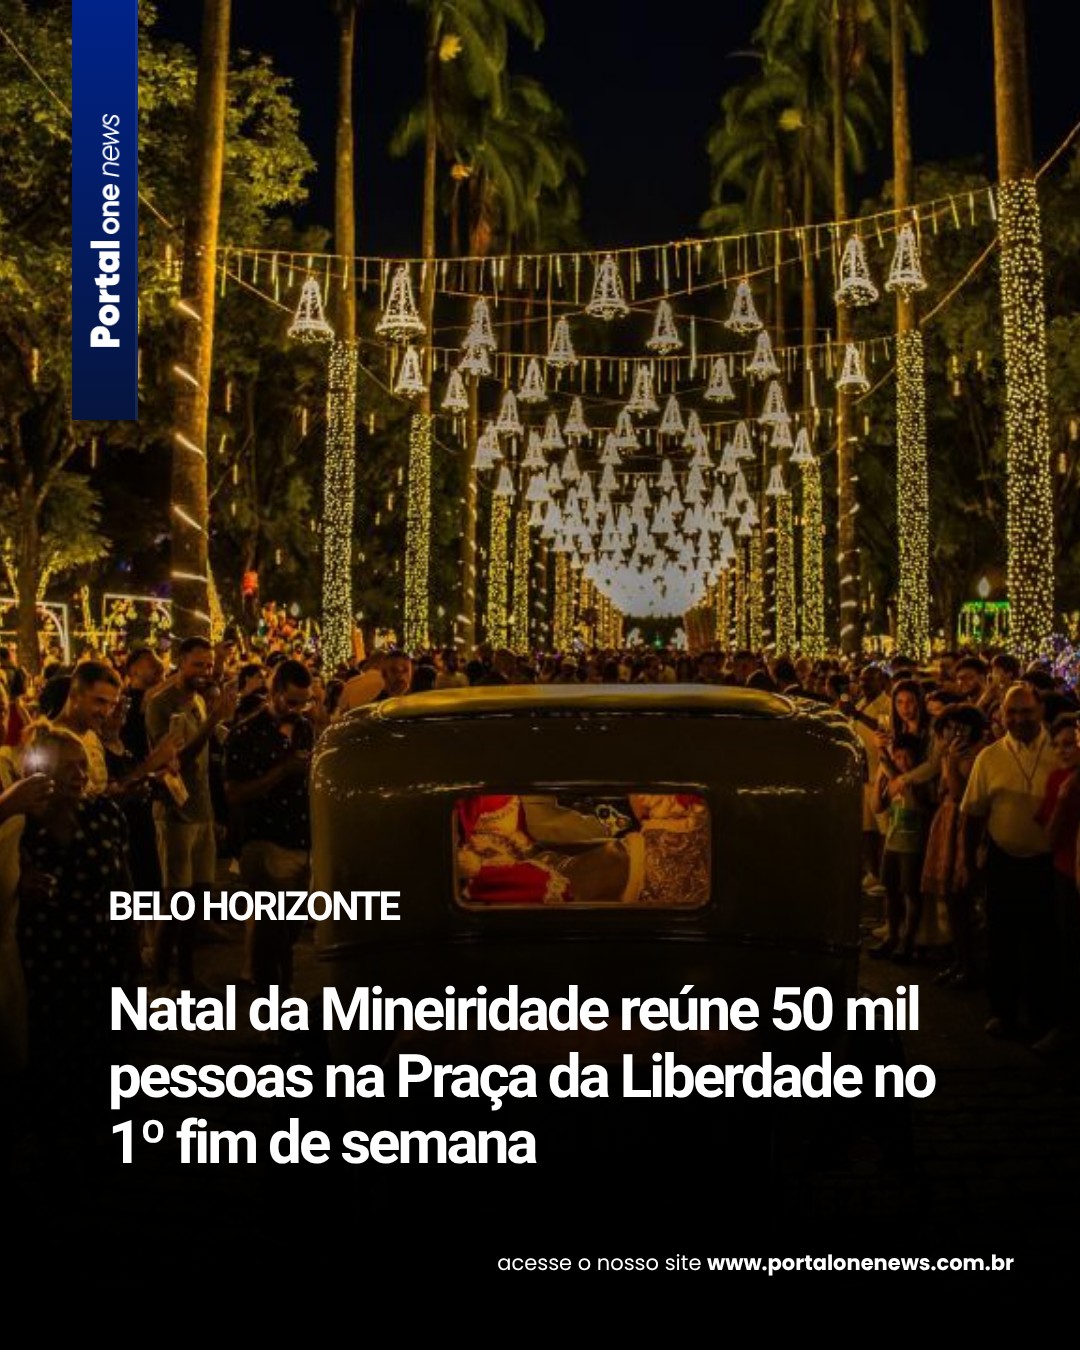 Portal one news
BELO HORIZONTE
Natal da Mineiridade reúne 50 mil
pessoas na Praça da Liberdade no
1º fim de semana
acesse o nosso site www.portalonenews.com.br